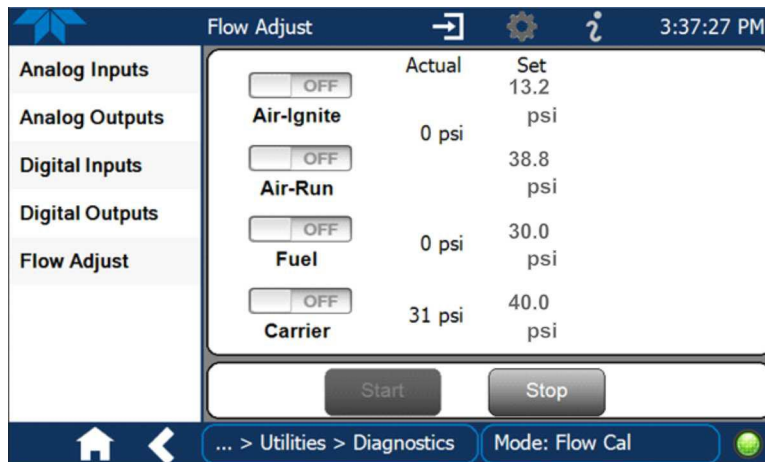 Flow Adjust
3:37:27 PM
Analog Inputs
Analog Outputs
Digital Inputs
Digital Outputs
Flow Adjust
Actual Set
OFF 13.2
Air-Ignite psi
0 psi
OFF 38.8
Air-Run psi
OFF 30.0
0 psi
Fuel psi
OFF 40.0
31 psi
Carrier psi
Start Stop
... > Utilities > Diagnostics Mode: Flow Cal